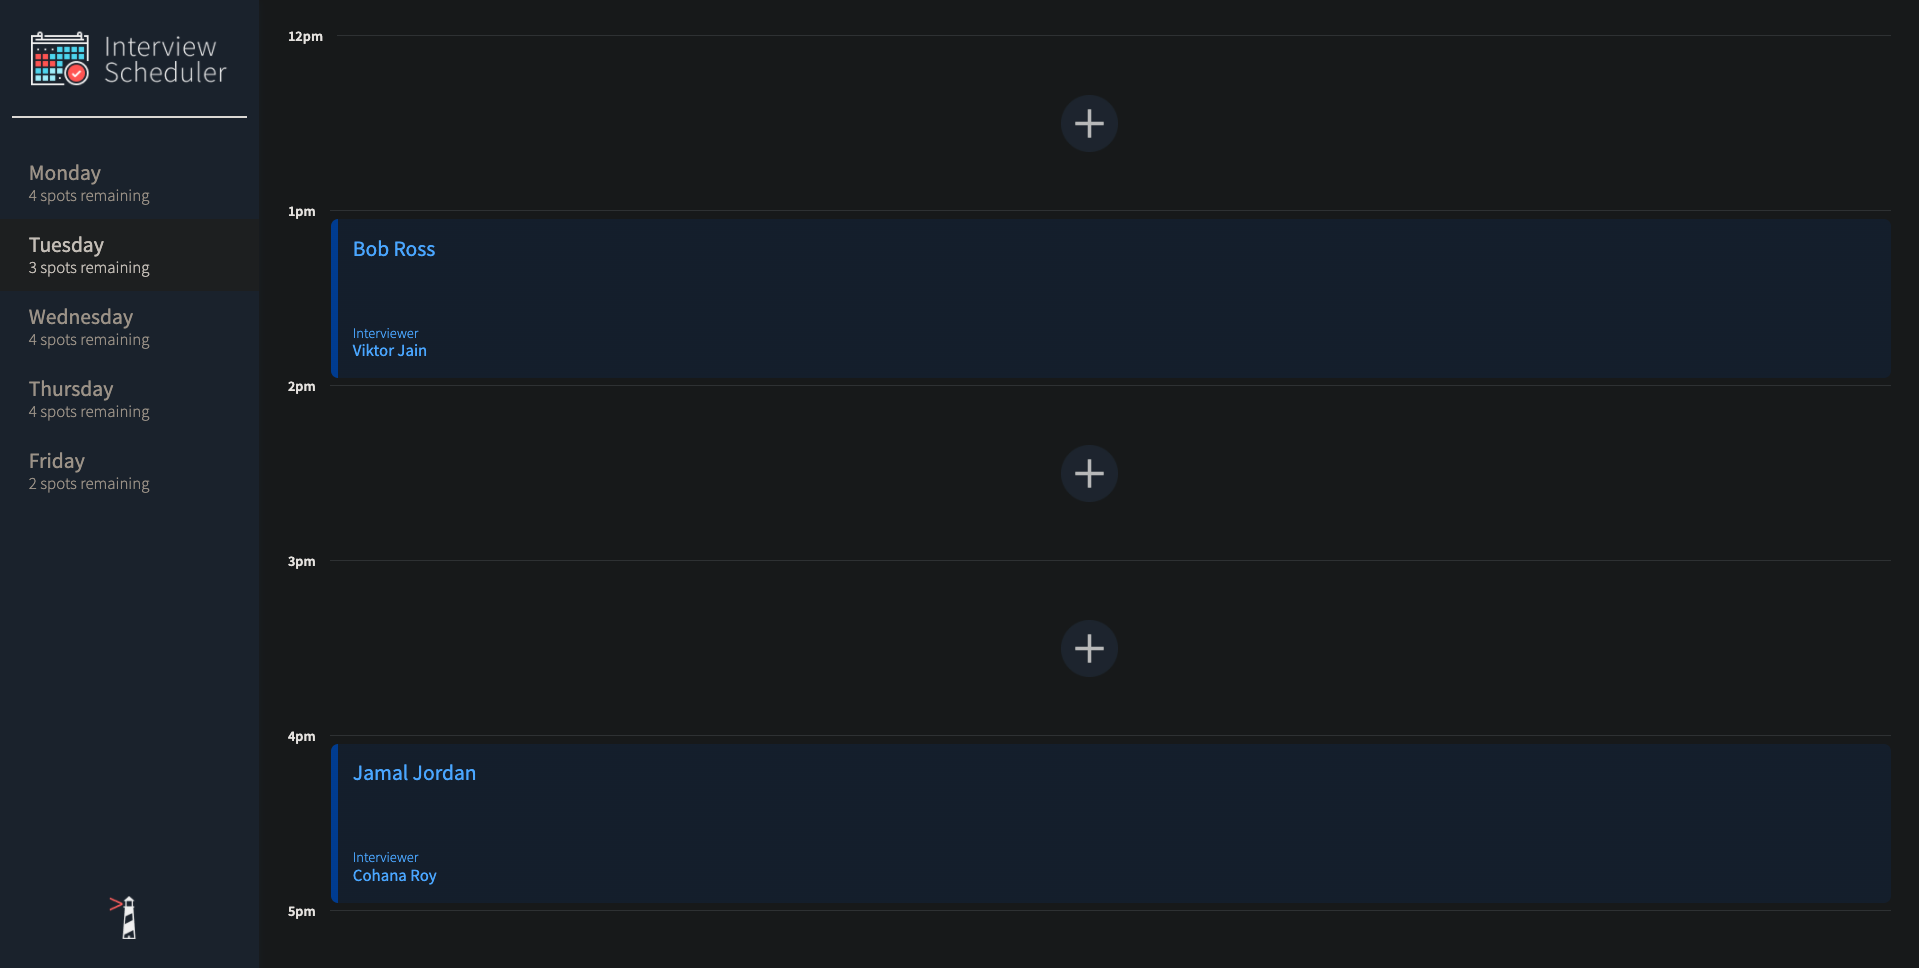 Interview
Scheduler
Monday
4 spots remaining
Tuesday
3 spots remaining
Wednesday
4 spots remaining
Thursday
4 spots remaining
Friday
2 spots remaining
12pm
1pm
Bob Ross
Interviewer
Viktor Jain
2pm
3pm
4pm
Jamal Jordan
Interviewer
Cohana Roy
5pm